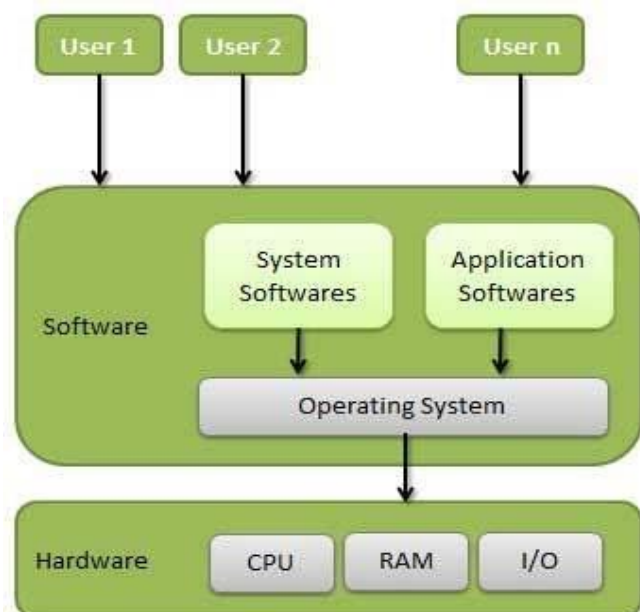 User 1
User 2
User n
System
Softwares
Application
Softwares
Software
Operating System
Hardware
CPU
RAM
I/O